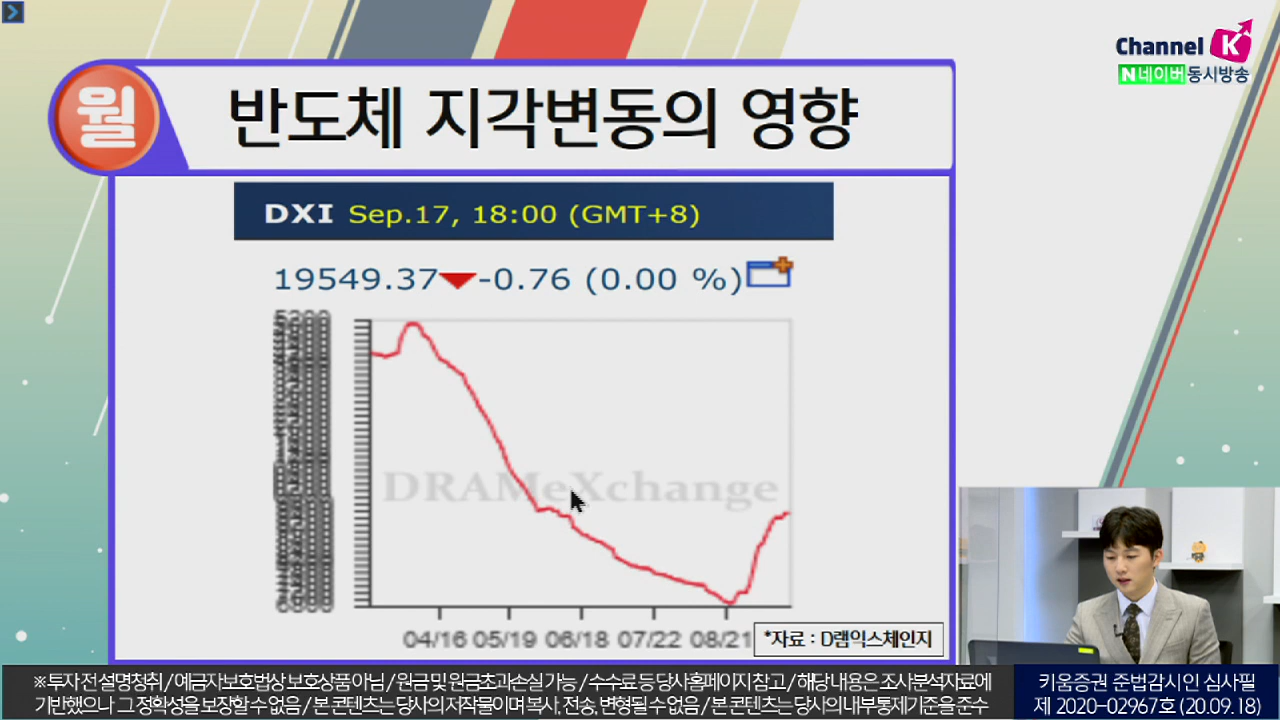 Channel K
N네이버 동시방송
월
반도체 지각변동의 영향
DXI Sep.17, 18:00 (GMT+8)
19549.37 -0.76 (0.00 %)
DRAMeXchange
04/16 05/19 06/18 07/22 08/21
*자료 : D램익스체인지
※ 투자 전 설명청취 / 예금자보호법상 보호상품 아님 / 원금 및 원금초과손실 가능 / 수수료 등 당사홈페이지 참고 / 해당 내용은 조사분석자료에
기반했으나 그 정확성을 보장할 수 없음 / 본 콘텐츠는 당사의 저작물이며 복사, 전송, 변형될 수 없음 / 본 콘텐츠는 당사의 내부통제기준을 준수
키움증권 준법감시인 심사필
제 2020-02967호 (20.09.18)